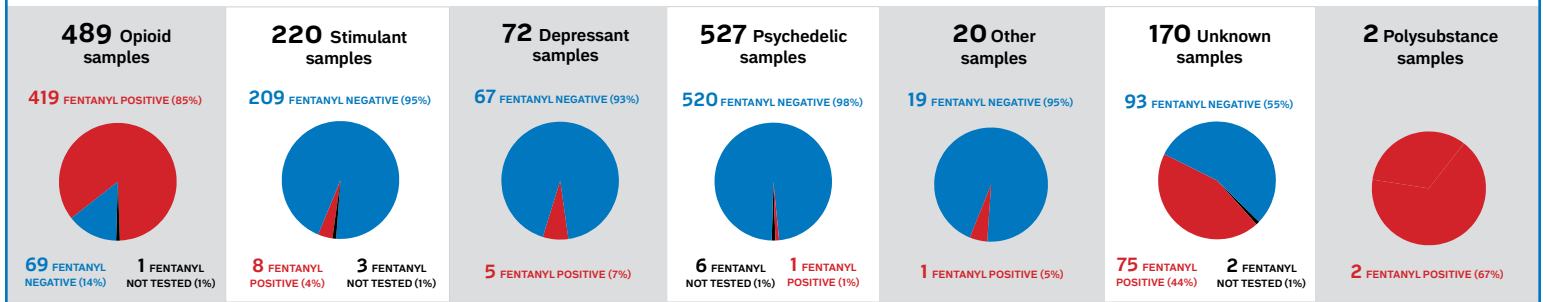 489 Opioid
samples
419 FENTANYL POSITIVE (85%)
69 FENTANYL
NEGATIVE (14%)
1 FENTANYL
NOT TESTED (1%)
220 Stimulant
samples
209 FENTANYL NEGATIVE (95%)
8 FENTANYL
POSITIVE (4%)
3 FENTANYL
NOT TESTED (1%)
72 Depressant
samples
67 FENTANYL NEGATIVE (93%)
5 FENTANYL POSITIVE (7%)
527 Psychedelic
samples
520 FENTANYL NEGATIVE (98%)
6 FENTANYL
NOT TESTED (1%)
1 FENTANYL
POSITIVE (1%)
20 Other
samples
19 FENTANYL NEGATIVE (95%)
1 FENTANYL POSITIVE (5%)
170 Unknown
samples
93 FENTANYL NEGATIVE (55%)
75 FENTANYL
POSITIVE (44%)
2 FENTANYL
NOT TESTED (1%)
2 Polysubstance
samples
2 FENTANYL POSITIVE (67%)